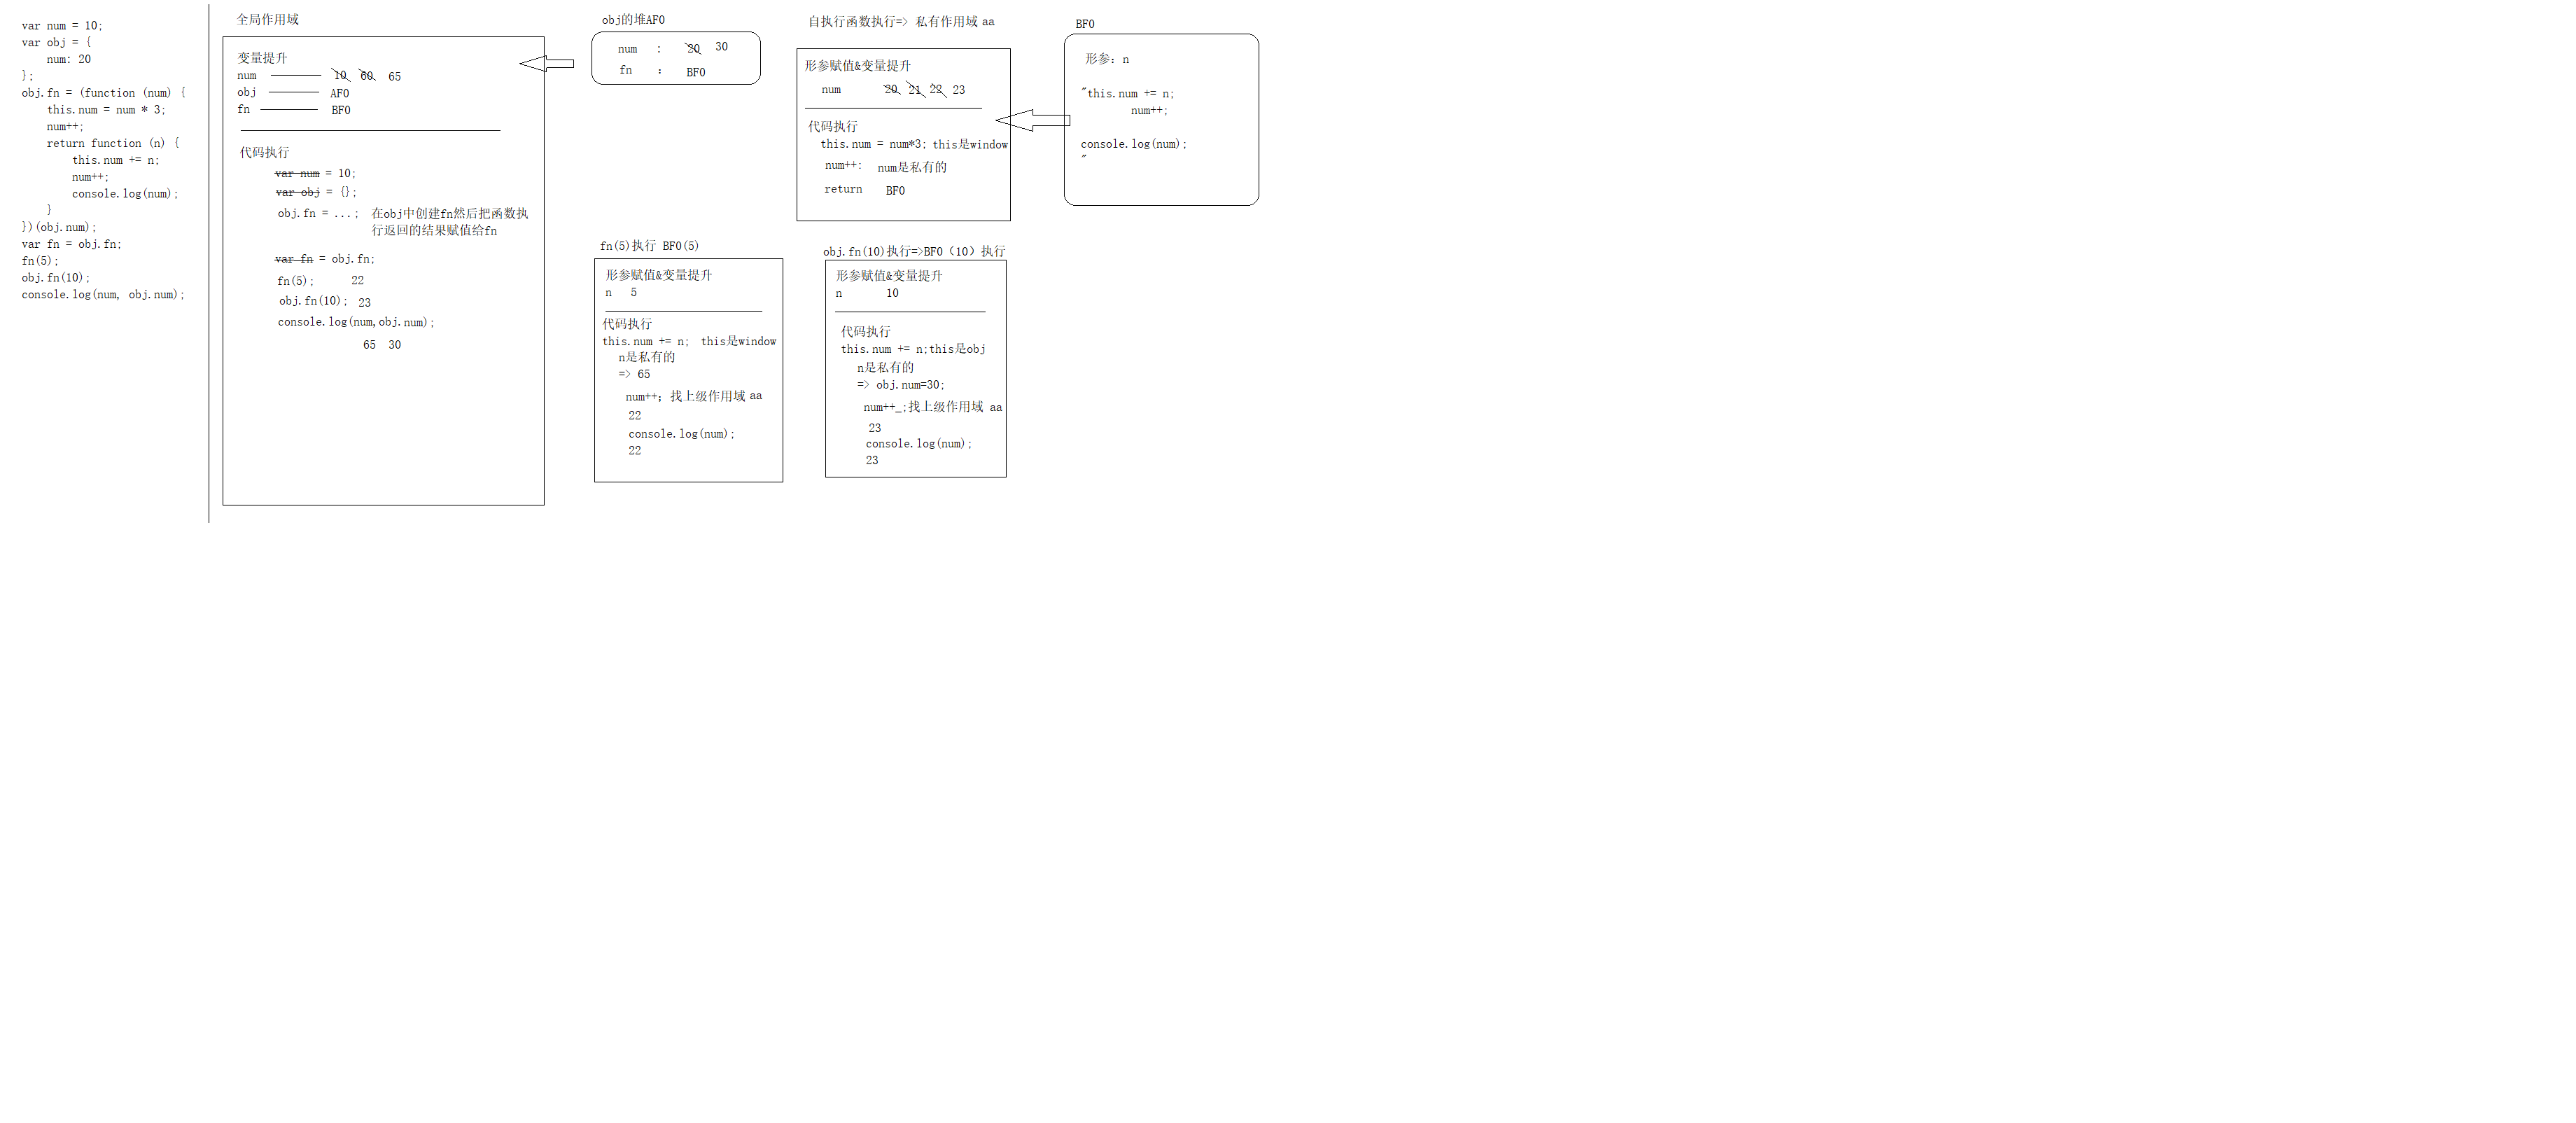 var num = 10;
var obj = {
    num: 20
};
obj.fn = (function (num) {
    this.num = num * 3;
    num++;
    return function (n) {
        this.num += n;
        num++;
        console.log(num);
    }
})(obj.num);
var fn = obj.fn;
fn(5);
obj.fn(10);
console.log(num, obj.num);
全局作用域
变量提升
num 10 60 65
obj AF0
fn BF0
代码执行
var num = 10;
var obj = {};
obj.fn = ...; 在obj中创建fn然后把函数执
行返回的结果赋值给fn
var fn = obj.fn;
fn(5); 22
obj.fn(10); 23
console.log(num,obj.num);
65 30
obj的堆AF0
num : 20 30
fn : BF0
自执行函数执行=> 私有作用域 aa
形参赋值&变量提升
num 20 21 22 23
代码执行
this.num = num*3; this是window
num++: num是私有的
return BF0
BF0
形参: n
"this.num += n;
num++;
console.log(num);
"
fn(5)执行 BF0(5)
形参赋值&变量提升
n 5
代码执行
this.num += n; this是window
n是私有的
=> 65
num++; 找上级作用域 aa
22
console.log(num);
22
obj.fn(10)执行=>BF0（10）执行
形参赋值&变量提升
n 10
代码执行
this.num += n;this是obj
n是私有的
=> obj.num=30;
num++_;找上级作用域 aa
23
console.log(num);
23